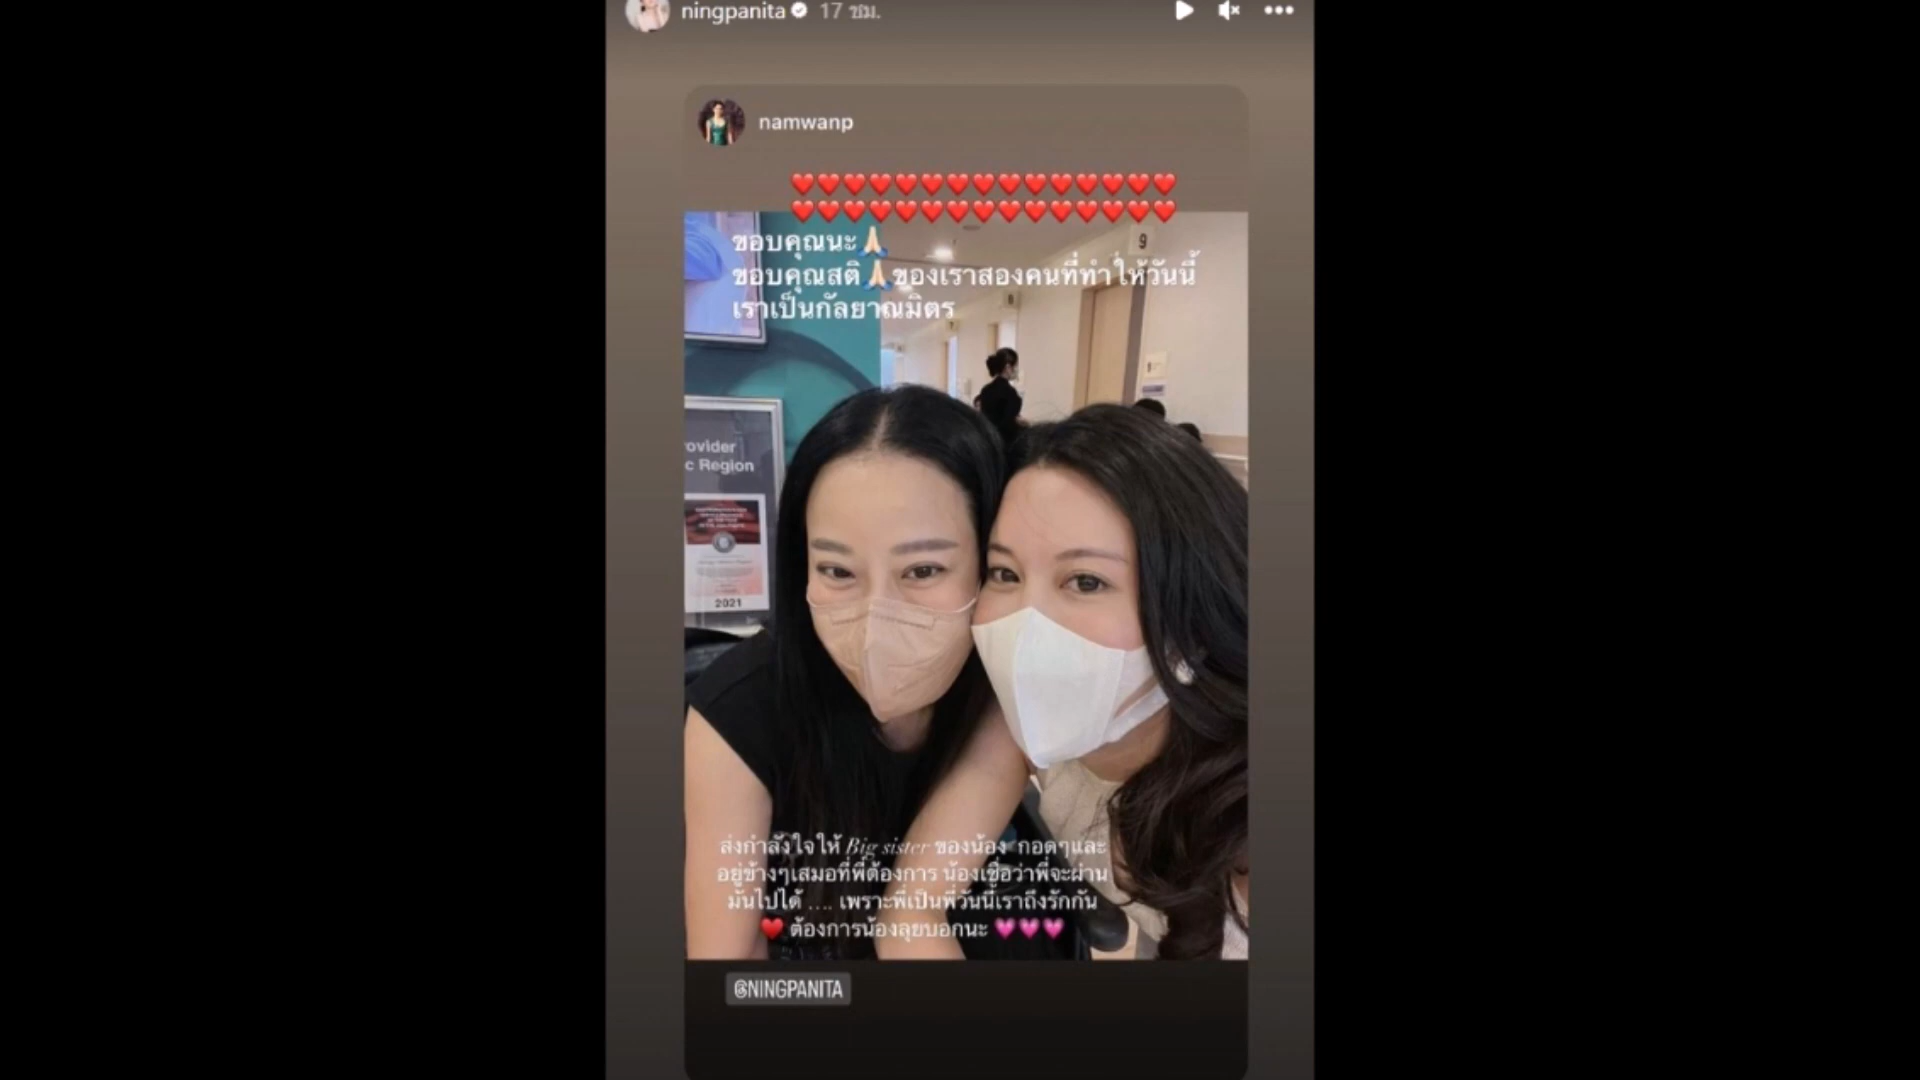 ningpanita 17 ชม.
namwanp
ขอบคุณนะ🙏🏻
ขอบคุณสติ🙏🏻ของเราสองคนที่ทำให้วันนี้
เราเป็นกัลยาณมิตร
9
ovider
c Region
2021
ส่งกำลังใจให้ Big sister ของน้อง กอดๆและ
อยู่ข้างๆเสมอที่พี่ต้องการ น้องเชื่อว่าพี่จะผ่าน
มันไปได้ .... เพราะพี่เป็นพี่วันนี้เราถึงรักกัน
❤️ ต้องการน้องลุยบอกนะ 💗💗💗
@NINGPANITA